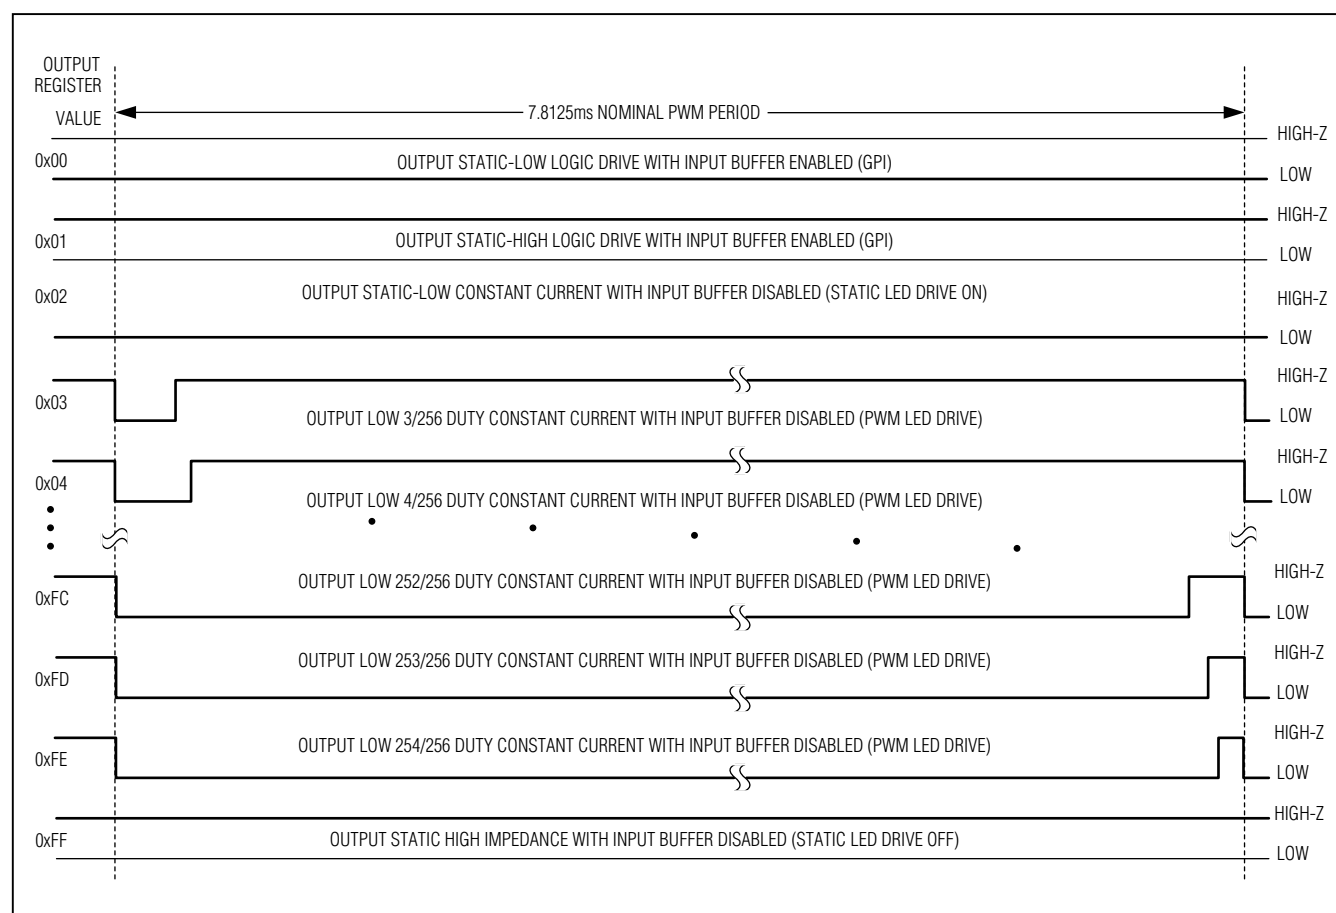 OUTPUT
REGISTER
VALUE
7.8125ms NOMINAL PWM PERIOD
HIGH-Z
0x00
OUTPUT STATIC-LOW LOGIC DRIVE WITH INPUT BUFFER ENABLED (GPI)
LOW
HIGH-Z
0x01
OUTPUT STATIC-HIGH LOGIC DRIVE WITH INPUT BUFFER ENABLED (GPI)
LOW
0x02
OUTPUT STATIC-LOW CONSTANT CURRENT WITH INPUT BUFFER DISABLED (STATIC LED DRIVE ON)
HIGH-Z
LOW
HIGH-Z
0x03
OUTPUT LOW 3/256 DUTY CONSTANT CURRENT WITH INPUT BUFFER DISABLED (PWM LED DRIVE)
LOW
HIGH-Z
0x04
OUTPUT LOW 4/256 DUTY CONSTANT CURRENT WITH INPUT BUFFER DISABLED (PWM LED DRIVE)
LOW
HIGH-Z
OUTPUT LOW 252/256 DUTY CONSTANT CURRENT WITH INPUT BUFFER DISABLED (PWM LED DRIVE)
0xFC
LOW
HIGH-Z
OUTPUT LOW 253/256 DUTY CONSTANT CURRENT WITH INPUT BUFFER DISABLED (PWM LED DRIVE)
0xFD
LOW
HIGH-Z
OUTPUT LOW 254/256 DUTY CONSTANT CURRENT WITH INPUT BUFFER DISABLED (PWM LED DRIVE)
0xFE
LOW
HIGH-Z
0xFF
OUTPUT STATIC HIGH IMPEDANCE WITH INPUT BUFFER DISABLED (STATIC LED DRIVE OFF)
LOW